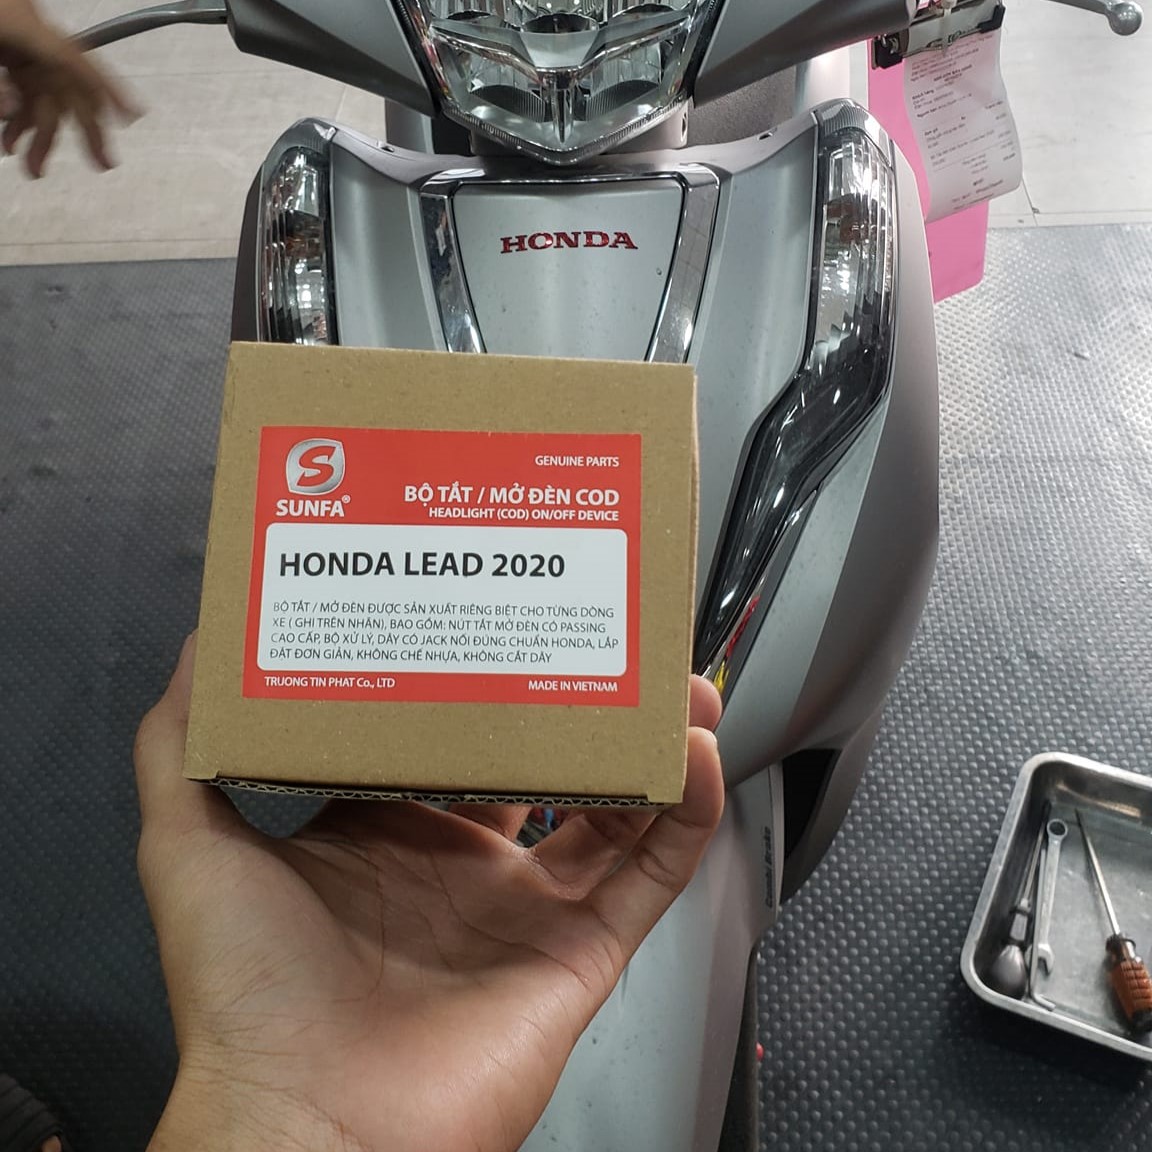 HONDA
SUNFA®
GENUINE PARTS
BỘ TẮT / MỞ ĐÈN COD
HEADLIGHT (COD) ON/OFF DEVICE
HONDA LEAD 2020
BỘ TẮT / MỞ ĐÈN ĐƯỢC SẢN XUẤT RIÊNG BIỆT CHO TỪNG DÒNG
XE ( GHI TRÊN NHÃN), BAO GỒM: NÚT TẮT MỞ ĐÈN CÓ PASSING
CAO CẤP, BỘ XỬ LÝ, DÂY CÓ JACK NỐI ĐÚNG CHUẨN HONDA, LẮP
ĐẶT ĐƠN GIẢN, KHÔNG CHẾ NHỰA, KHÔNG CẮT DÂY
TRUONG TIN PHAT Co., LTD
MADE IN VIETNAM
Combi Brake